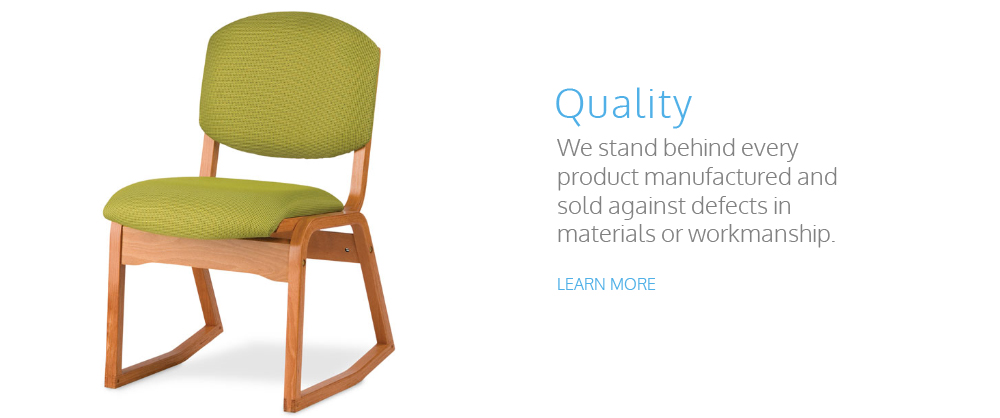 Quality
We stand behind every
product manufactured and
sold against defects in
materials or workmanship.
LEARN MORE